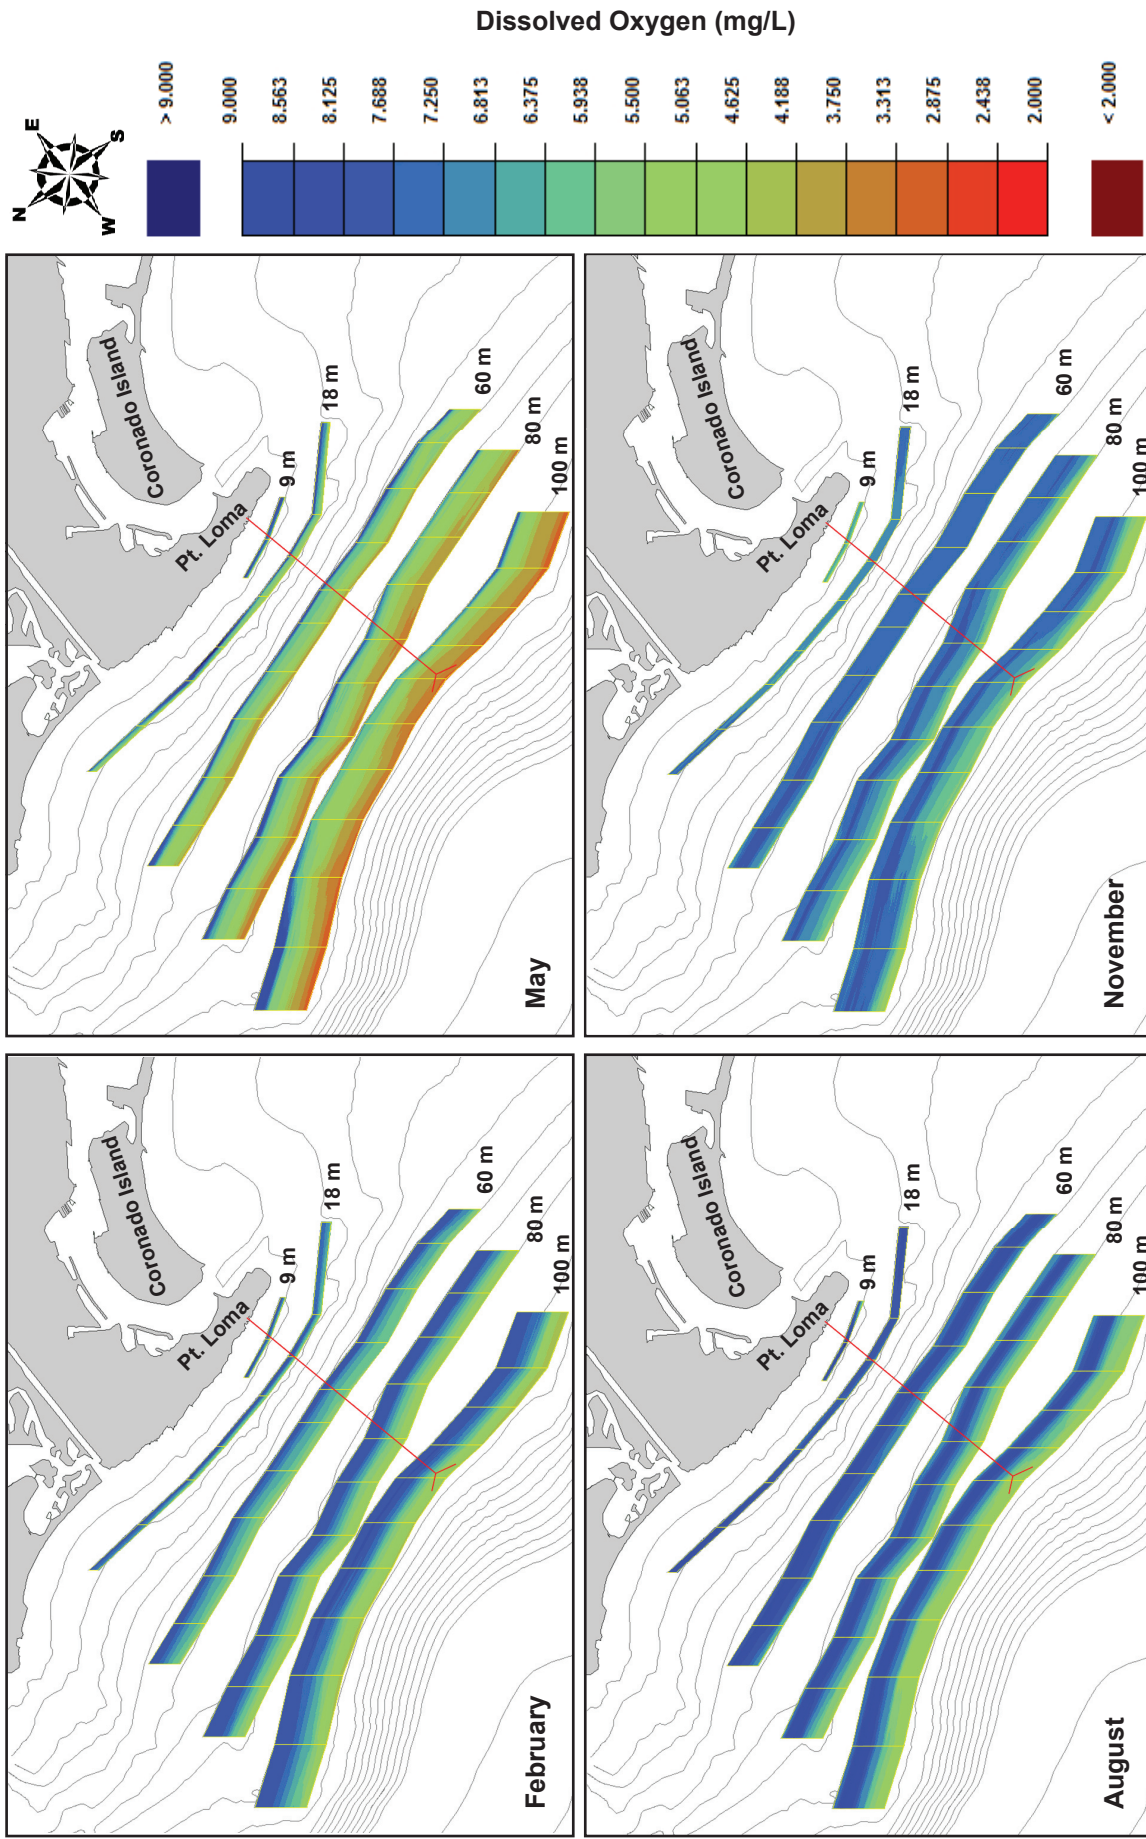 Dissolved Oxygen (mg/L)
N
E
S
W
> 9.000
9.000
8.563
8.125
7.688
7.250
6.813
6.375
5.938
5.500
5.063
4.625
4.188
3.750
3.313
2.875
2.438
2.000
< 2.000
February
Pt. Loma
Coronado Island
9 m
18 m
60 m
80 m
100 m
May
Pt. Loma
Coronado Island
9 m
18 m
60 m
80 m
100 m
August
Pt. Loma
Coronado Island
9 m
18 m
60 m
80 m
100 m
November
Pt. Loma
Coronado Island
9 m
18 m
60 m
80 m
100 m